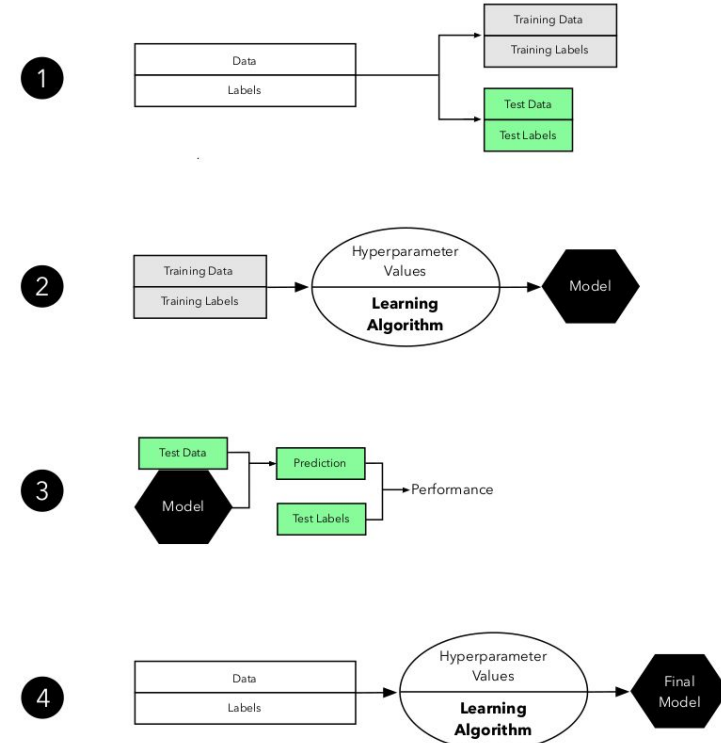 1
Data
Labels
Training Data
Training Labels
Test Data
Test Labels
2
Training Data
Training Labels
Hyperparameter
Values
Learning
Algorithm
Model
3
Test Data
Model
Prediction
Test Labels
Performance
4
Data
Labels
Hyperparameter
Values
Learning
Algorithm
Final
Model